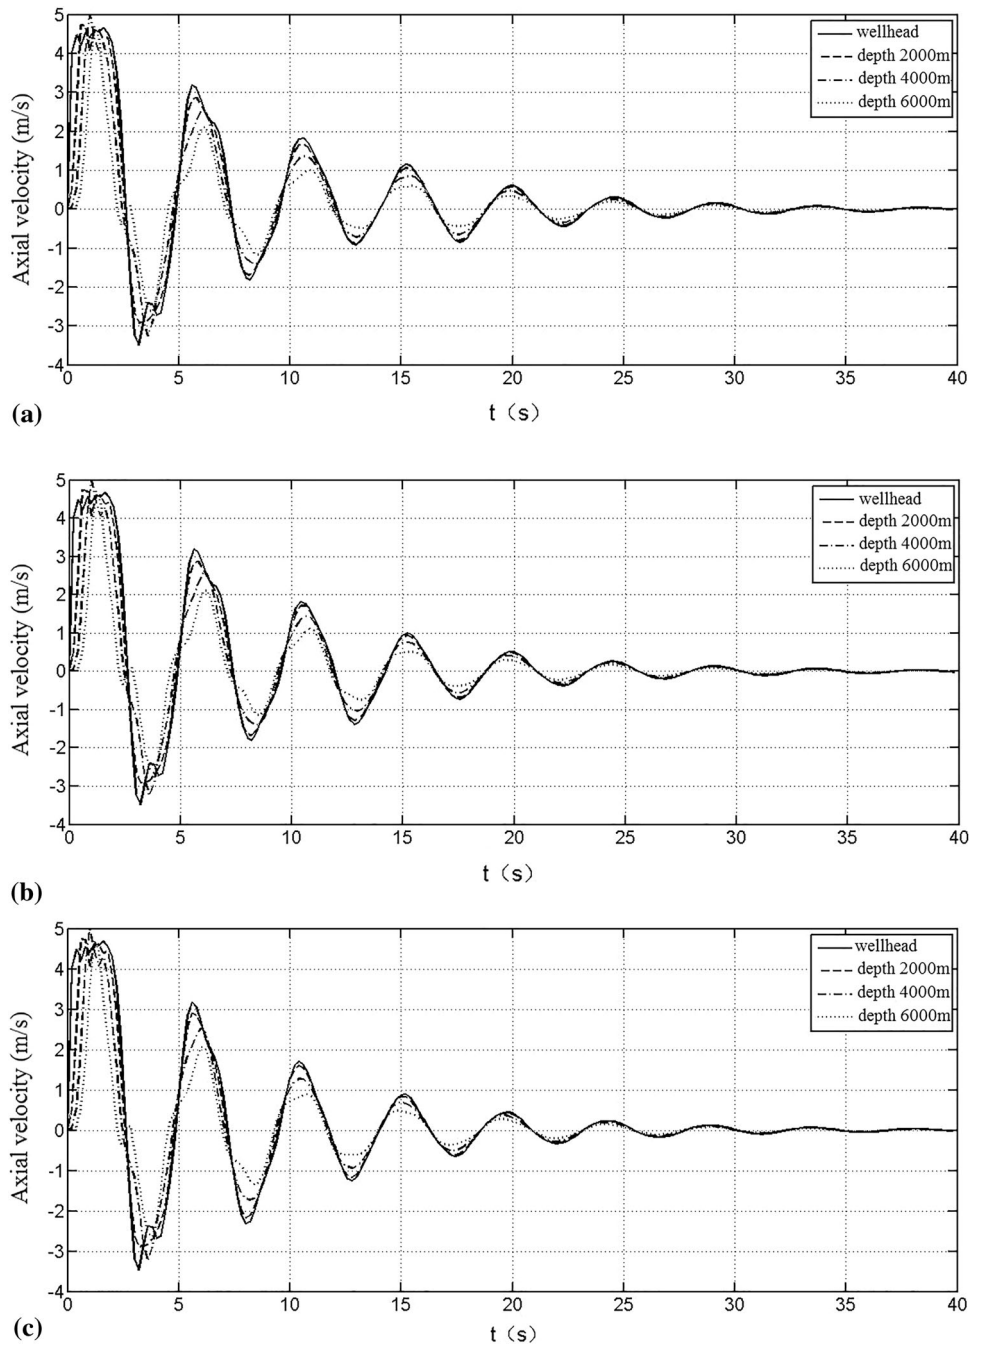 5
4
3
2
1
0
-1
-2
-3
-4
Axial velocity (m/s)
wellhead
depth 2000m
depth 4000m
depth 6000m
0 5 10 15 20 25 30 35 40
t（s）
(a)
5
4
3
2
1
0
-1
-2
-3
-4
Axial velocity (m/s)
wellhead
depth 2000m
depth 4000m
depth 6000m
0 5 10 15 20 25 30 35 40
t（s）
(b)
5
4
3
2
1
0
-1
-2
-3
-4
Axial velocity (m/s)
wellhead
depth 2000m
depth 4000m
depth 6000m
0 5 10 15 20 25 30 35 40
t（s）
(c)